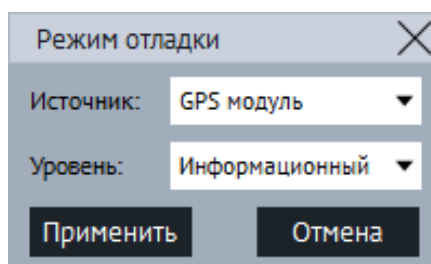 Режим отладки
Источник: GPS модуль
Уровень: Информационный
Применить Отмена